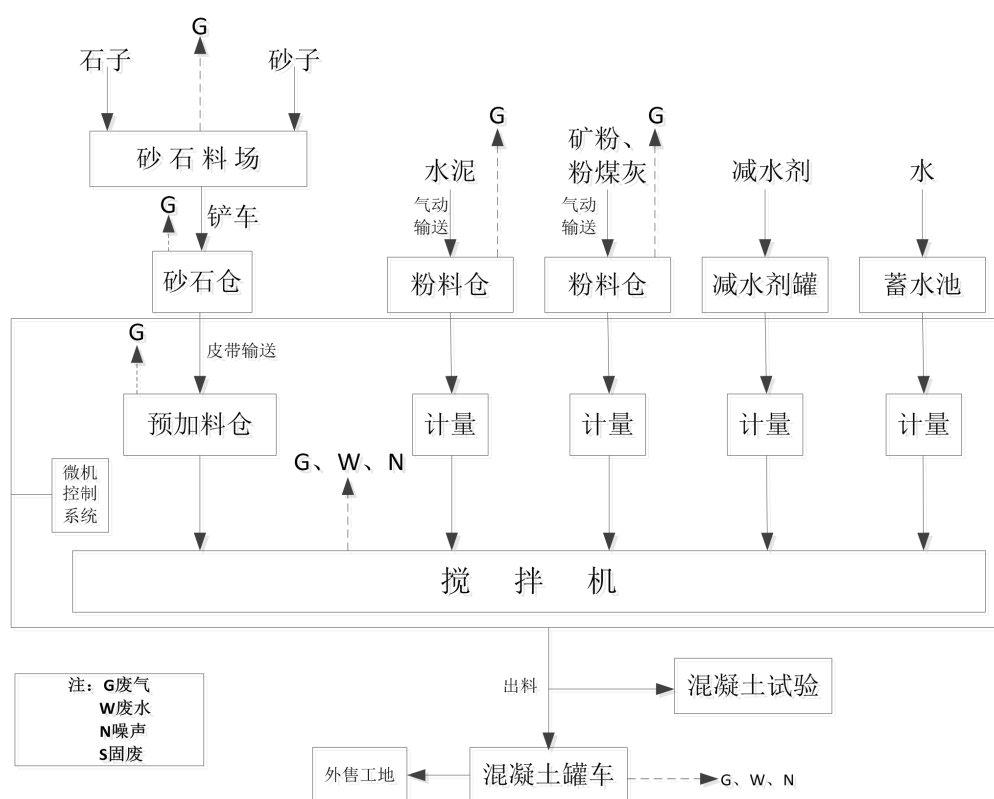 G
石子
砂子
砂石料场
G
铲车
砂石仓
G
水泥
气动
输送
粉料仓
G
矿粉、
粉煤灰
气动
输送
粉料仓
减水剂
减水剂罐
水
蓄水池
G
皮带输送
预加料仓
计量
计量
计量
计量
G、W、N
微机
控制
系统
搅拌机
出料
混凝土试验
注：G废气
W废水
N噪声
S固废
外售工地
混凝土罐车
G、W、N